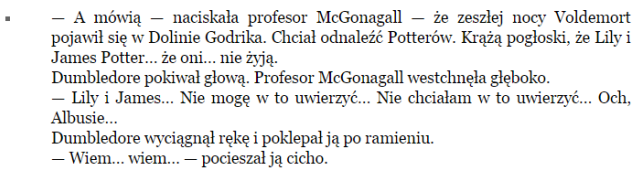 — A mówią — naciskała profesor McGonagall — że zeszłej nocy Voldemort
pojawił się w Dolinie Godrika. Chciał odnaleźć Potterów. Krążą pogłoski, że Lily i
James Potter... że oni... nie żyją.
Dumbledore pokiwał głową. Profesor McGonagall westchnęła głęboko.
— Lily i James... Nie mogę w to uwierzyć... Nie chciałam w to uwierzyć... Och,
Albusie...
Dumbledore wyciągnął rękę i poklepał ją po ramieniu.
— Wiem... wiem... — pocieszał ją cicho.